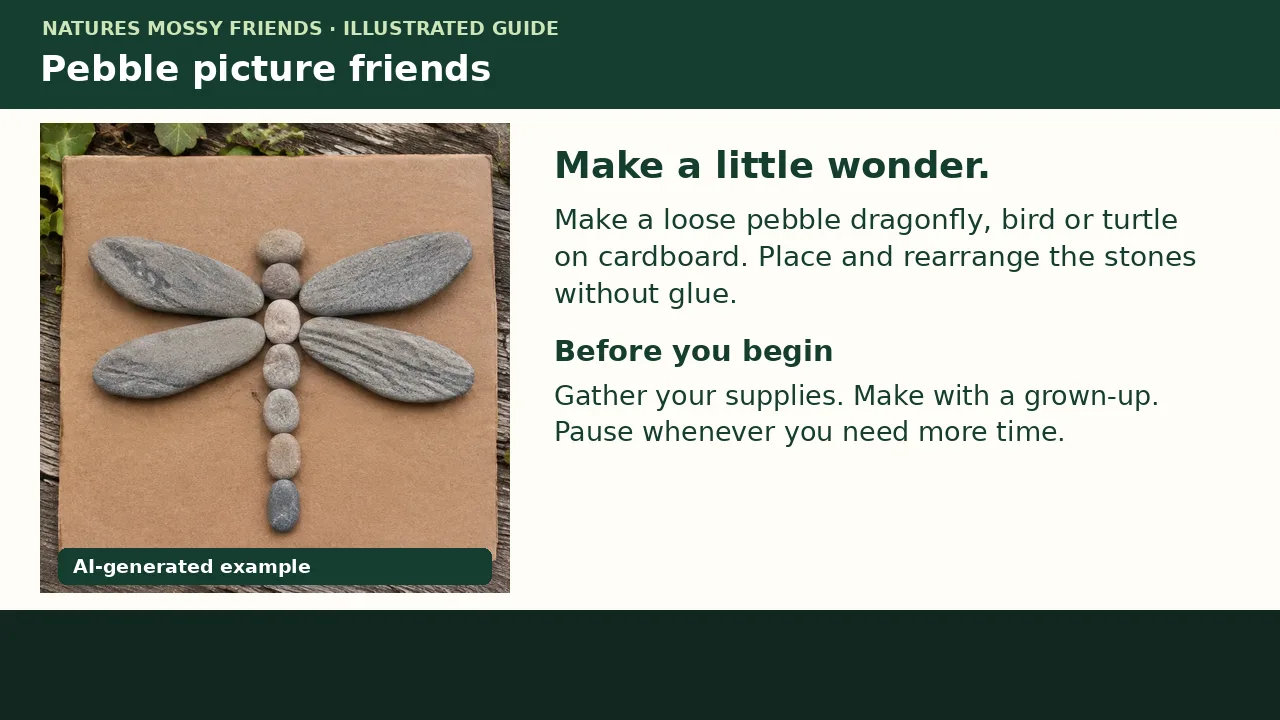 NATURES MOSSY FRIENDS · ILLUSTRATED GUIDE
Pebble picture friends
Make a little wonder.
Make a loose pebble dragonfly, bird or turtle
on cardboard. Place and rearrange the stones
without glue.
Before you begin
Gather your supplies. Make with a grown-up.
Pause whenever you need more time.
AI-generated example